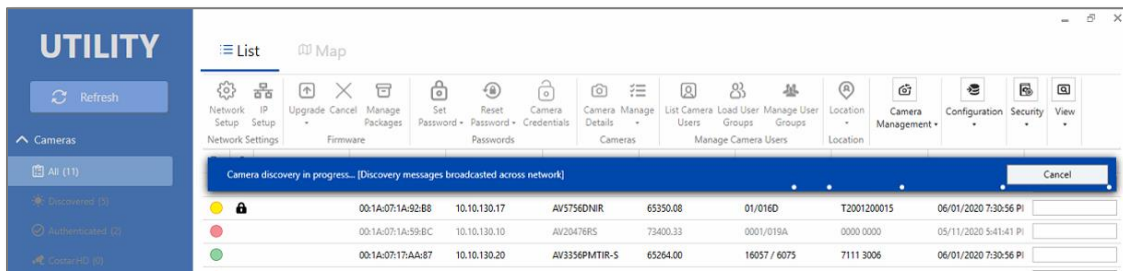 UTILITY
List
Map
Refresh
Network Setup
IP Setup
Upgrade
Cancel
Manage Packages
Set Password
Reset Password
Camera Credentials
Camera Details
Manage
List Camera Users
Load User Groups
Manage User Groups
Location
Camera Management
Configuration
Security
View
Network Settings
Firmware
Passwords
Cameras
Manage Camera Users
Location
Cameras
All (11)
Discovered (5)
Authenticated (2)
CostarHD (0)
Camera discovery in progress... [Discovery messages broadcasted across network]
Cancel
00:1A:07:1A:92:B8 10.10.130.17 AV5756DNIR 65350.08 01/016D T2001200015 06/01/2020 7:30:56 PI
00:1A:07:1A:59:BC 10.10.130.10 AV20476RS 73400.33 0001/019A 0000 0000 05/11/2020 5:41:41 PI
00:1A:07:17:AA:87 10.10.130.20 AV3356PMTIR-S 65264.00 16057 / 6075 7111 3006 06/01/2020 7:30:56 PI